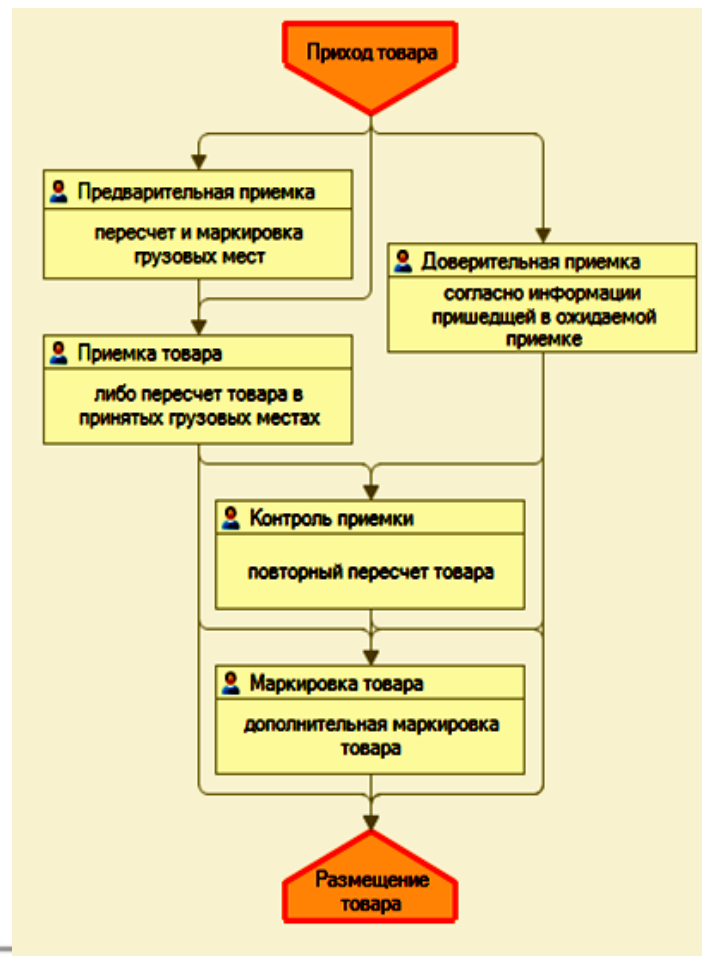 Приход товара
Предварительная приемка
пересчет и маркировка
грузовых мест
Доверительная приемка
согласно информации
пришедщей в ожидаемой
приемке
Приемка товара
либо пересчет товара в
принятых грузовых местах
Контроль приемки
повторный пересчет товара
Маркировка товара
дополнительная маркировка
товара
Размещение
товара